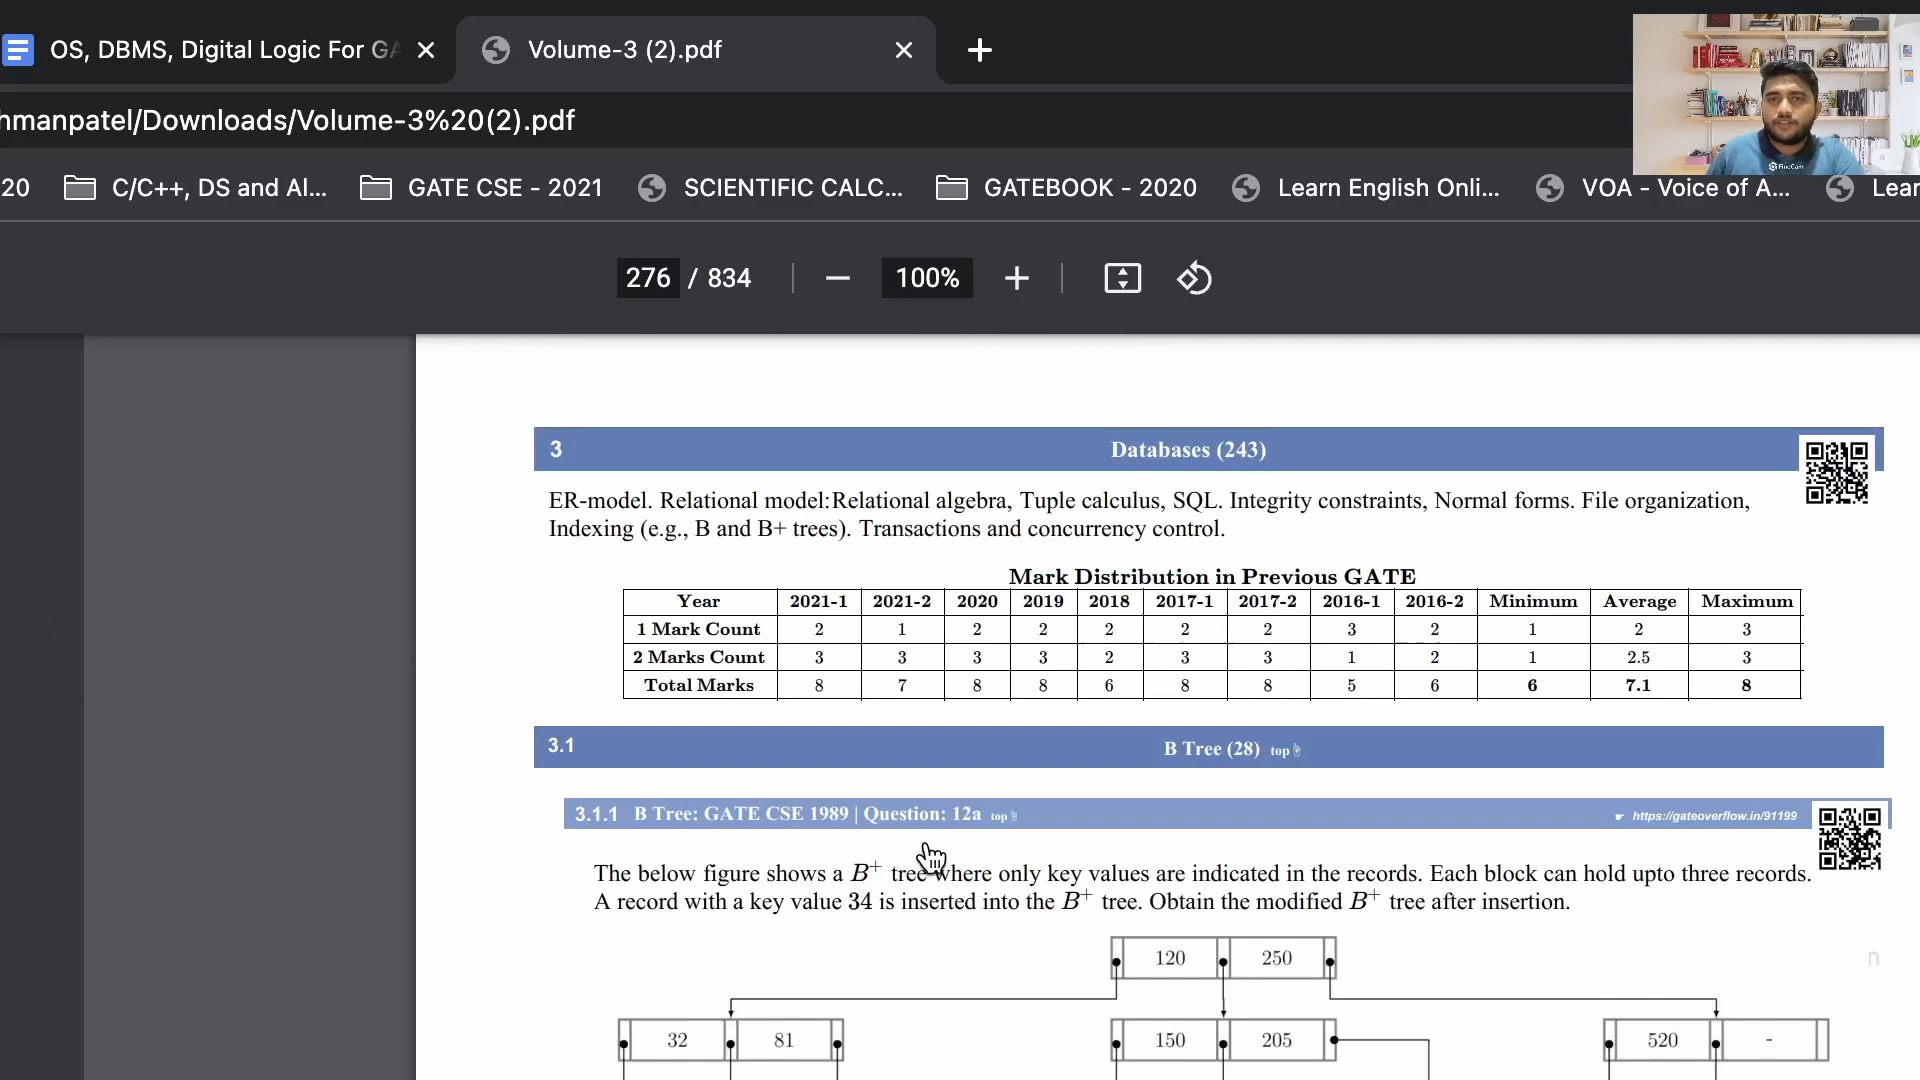 OS, DBMS, Digital Logic For GA
Volume-3 (2).pdf
hmanpatel/Downloads/Volume-3%20(2).pdf
20
C/C++, DS and Al...
GATE CSE - 2021
SCIENTIFIC CALC...
GATEBOOK - 2020
Learn English Onli...
VOA - Voice of A...
Lear
FineCam
276 / 834
100%
3 Databases (243)
ER-model. Relational model:Relational algebra, Tuple calculus, SQL. Integrity constraints, Normal forms. File organization,
Indexing (e.g., B and B+ trees). Transactions and concurrency control.
Mark Distribution in Previous GATE
Year 2021-1 2021-2 2020 2019 2018 2017-1 2017-2 2016-1 2016-2 Minimum Average Maximum
1 Mark Count 2 1 2 2 2 2 2 3 2 1 2 3
2 Marks Count 3 3 3 3 2 3 3 1 2 1 2.5 3
Total Marks 8 7 8 8 6 8 8 5 6 6 7.1 8
3.1 B Tree (28) top
3.1.1 B Tree: GATE CSE 1989 | Question: 12a top https://gateoverflow.in/91199
The below figure shows a B+ tree where only key values are indicated in the records. Each block can hold upto three records.
A record with a key value 34 is inserted into the B+ tree. Obtain the modified B+ tree after insertion.
120 250
n
32 81 150 205 520 -